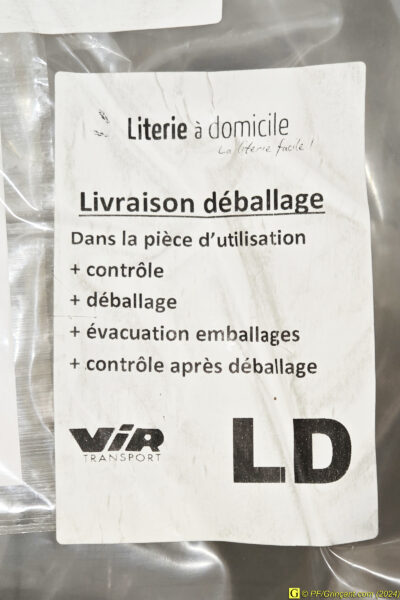 Literie à domicile
La literie facile !
Livraison déballage
Dans la pièce d'utilisation
+ contrôle
+ déballage
+ évacuation emballages
+ contrôle après déballage
ViR
TRANSPORT
LD
G © PF/Grincant.com (2024)